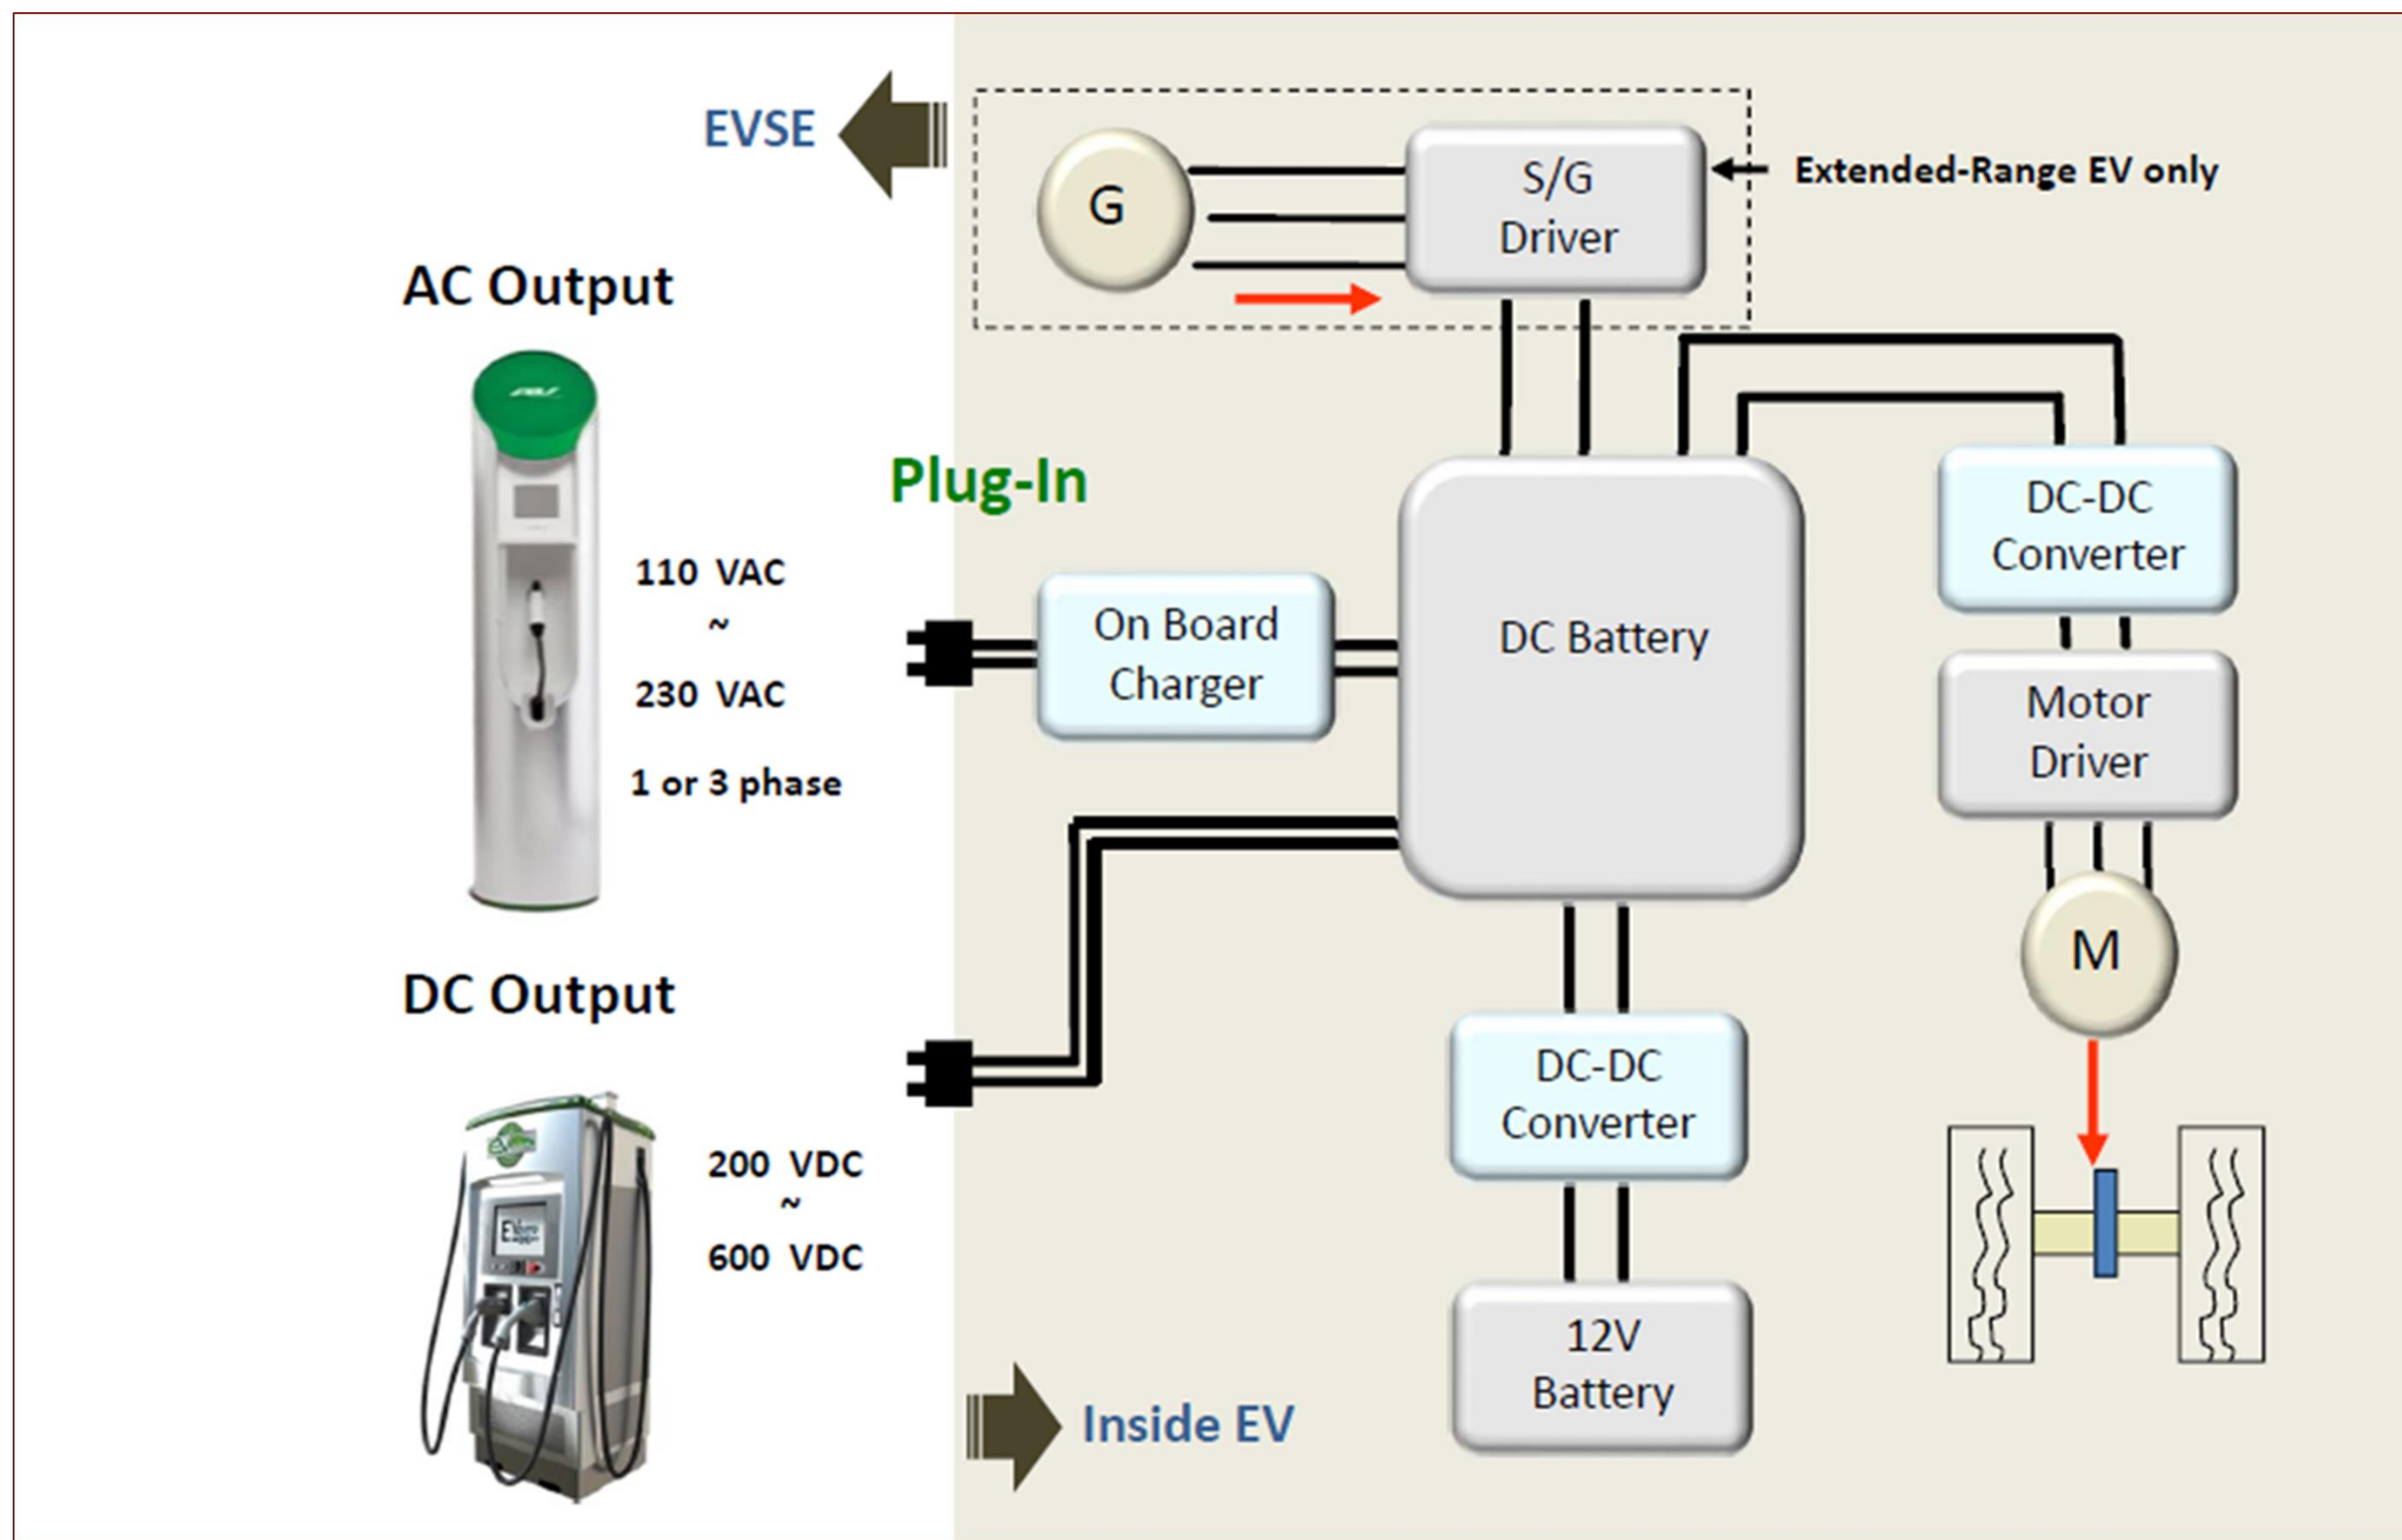 EVSE
G
S/G
Driver
Extended-Range EV only
AC Output
Plug-In
110 VAC
~
230 VAC
1 or 3 phase
On Board
Charger
DC Battery
DC-DC
Converter
Motor
Driver
M
DC Output
200 VDC
~
600 VDC
DC-DC
Converter
12V
Battery
Inside EV